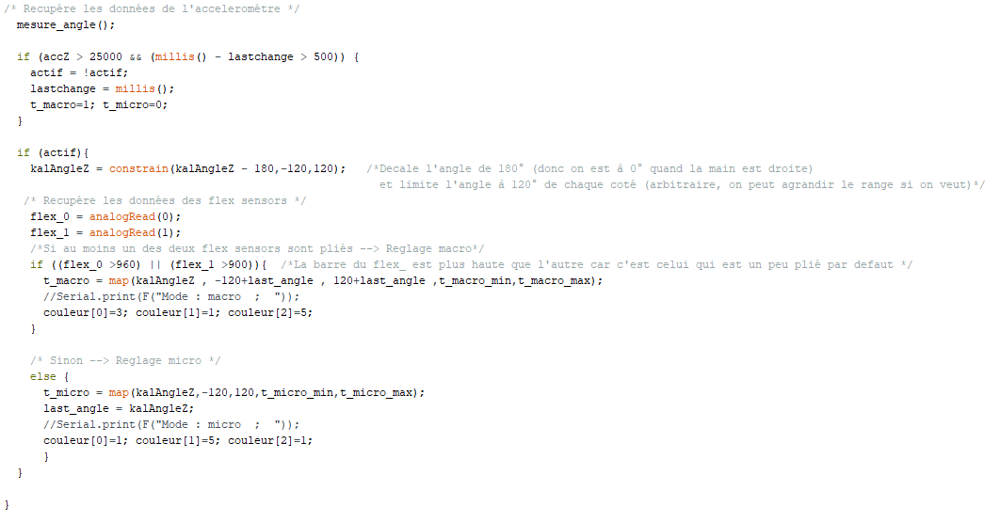 /* Recupère les données de l'accelerométre */
mesure_angle();
if (accZ > 25000 && (millis() - lastchange > 500)) {
actif = !actif;
lastchange = millis();
t_macro=1; t_micro=0;
}
if (actif){
kalAngleZ = constrain(kalAngleZ - 180,-120,120);   /*Decale l'angle de 180° (donc on est à 0° quand la main est droite)
et limite l'angle à 120° de chaque coté (arbitraire, on peut agrandir le range si on veut)*/
/* Recupère les données des flex sensors */
flex_0 = analogRead(0);
flex_1 = analogRead(1);
/*Si au moins un des deux flex sensors sont pliés --> Reglage macro*/
if ((flex_0 >960) || (flex_1 >900)){  /*La barre du flex_ est plus haute que l'autre car c'est celui qui est un peu plié par defaut */
t_macro = map(kalAngleZ , -120+last_angle , 120+last_angle ,t_macro_min,t_macro_max);
//Serial.print(F("Mode : macro  ;  "));
couleur[0]=3; couleur[1]=1; couleur[2]=5;
}
/* Sinon --> Reglage micro */
else {
t_micro = map(kalAngleZ,-120,120,t_micro_min,t_micro_max);
last_angle = kalAngleZ;
//Serial.print(F("Mode : micro  ;  "));
couleur[0]=1; couleur[1]=5; couleur[2]=1;
}
}
}